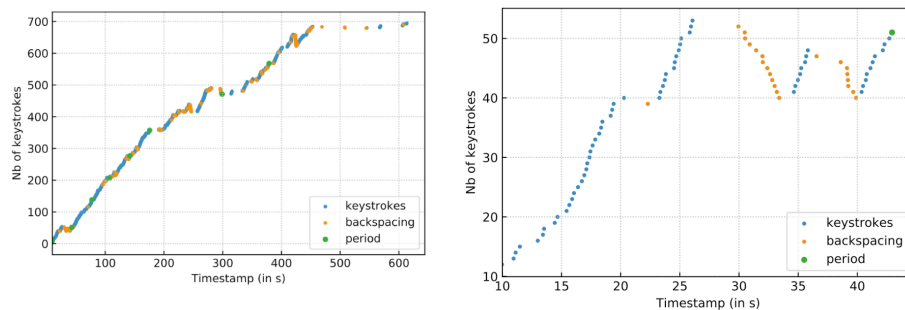 Nb of keystrokes
700
600
500
400
300
200
100
0
keystrokes
backspacing
period
100 200 300 400 500 600
Timestamp (in s)
Nb of keystrokes
50
40
30
20
10
keystrokes
backspacing
period
10 15 20 25 30 35 40
Timestamp (in s)